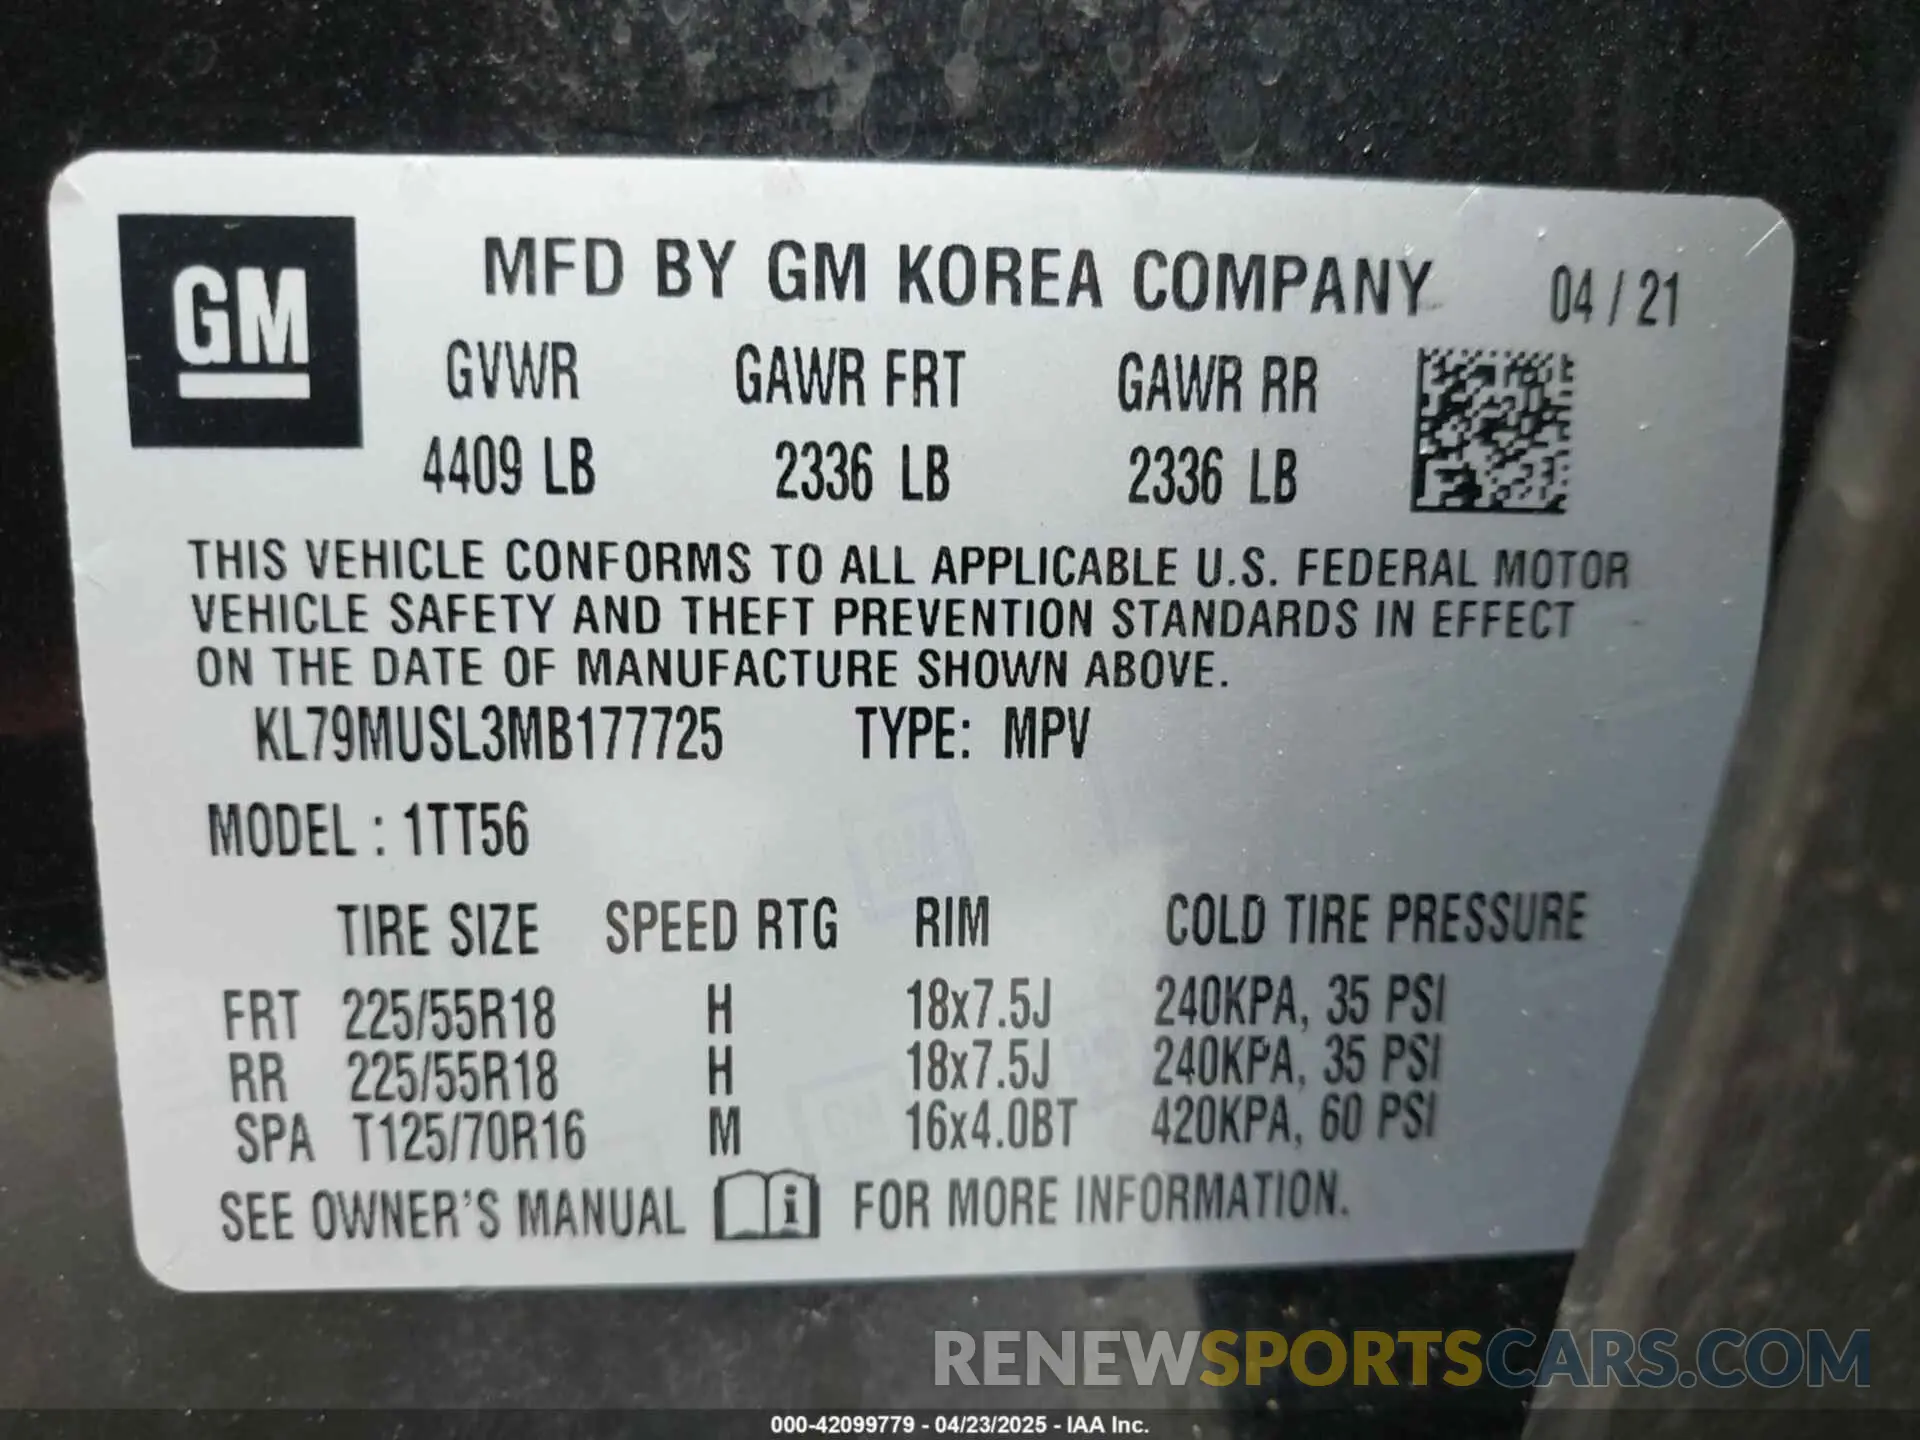 GM
MFD BY GM KOREA COMPANY 04 / 21
GVWR GAWR FRT GAWR RR
4409 LB 2336 LB 2336 LB
THIS VEHICLE CONFORMS TO ALL APPLICABLE U.S. FEDERAL MOTOR
VEHICLE SAFETY AND THEFT PREVENTION STANDARDS IN EFFECT
ON THE DATE OF MANUFACTURE SHOWN ABOVE.
KL79MUSL3MB177725 TYPE: MPV
MODEL : 1TT56
TIRE SIZE SPEED RTG RIM COLD TIRE PRESSURE
FRT 225/55R18 H 18x7.5J 240KPA, 35 PSI
RR 225/55R18 H 18x7.5J 240KPA, 35 PSI
SPA T125/70R16 M 16x4.0BT 420KPA, 60 PSI
SEE OWNER'S MANUAL i FOR MORE INFORMATION.
RENEWSPORTSCARS.COM
000-42099779 - 04/23/2025 - IAA Inc.